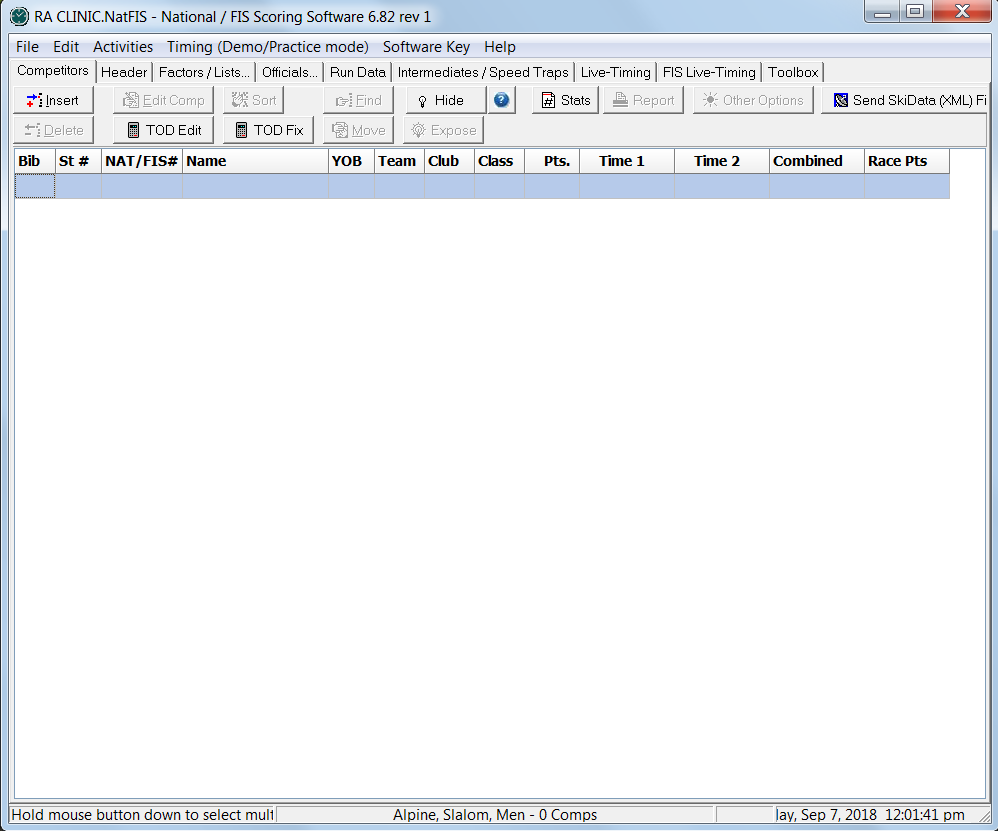 RA CLINIC.NatFIS - National / FIS Scoring Software 6.82 rev 1
File Edit Activities Timing (Demo/Practice mode) Software Key Help
Competitors Header Factors / Lists... Officials... Run Data Intermediates / Speed Traps Live-Timing FIS Live-Timing Toolbox
Insert Edit Comp Sort Find Hide ? Stats Report Other Options Send SkiData (XML) Fi
Delete TOD Edit TOD Fix Move Expose
Bib St # NAT/FIS# Name YOB Team Club Class Pts. Time 1 Time 2 Combined Race Pts
Hold mouse button down to select mult Alpine, Slalom, Men - 0 Comps lay, Sep 7, 2018 12:01:41 pm